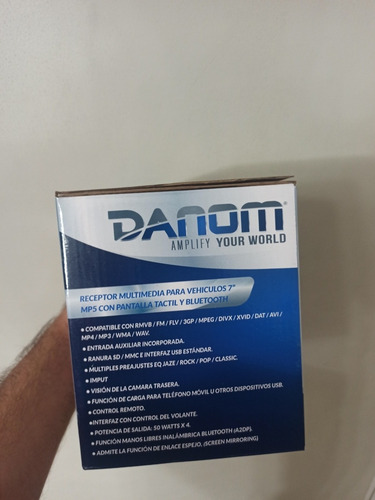 DANOM®
AMPLIFY YOUR WORLD
RECEPTOR MULTIMEDIA PARA VEHICULOS 7"
MP5 CON PANTALLA TACTIL Y BLUETOOTH
• COMPATIBLE CON RMVB / FM / FLV / 3GP / MPEG / DIVX / XVID / DAT / AVI /
MP4 / MP3 / WMA / WAV.
• ENTRADA AUXILIAR INCORPORADA.
• RANURA SD / MMC E INTERFAZ USB ESTÁNDAR.
• MULTIPLES PREAJUSTES EQ JAZZ / ROCK / POP / CLASSIC.
• IMPUT
• VISIÓN DE LA CAMARA TRASERA.
• FUNCIÓN DE CARGA PARA TELÉFONO MÓVIL U OTROS DISPOSITIVOS USB.
• CONTROL REMOTO.
•INTERFAZ CON CONTROL DEL VOLANTE.
• POTENCIA DE SALIDA: 50 WATTS X 4.
• FUNCIÓN MANOS LIBRES INALÁMBRICA BLUETOOTH (A2DP).
• ADMITE LA FUNCIÓN DE ENLACE ESPEJO, (SCREEN MIRRORING)